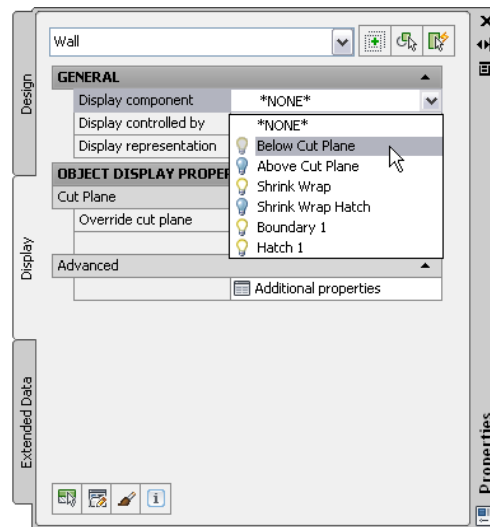 Wall
Design
GENERAL
Display component *NONE*
Display controlled by
*NONE*
Display representation
Below Cut Plane
Above Cut Plane
Shrink Wrap
Shrink Wrap Hatch
Boundary 1
Hatch 1
OBJECT DISPLAY PROPER
Cut Plane
Override cut plane
Display
Advanced
Additional properties
Extended Data
Properties